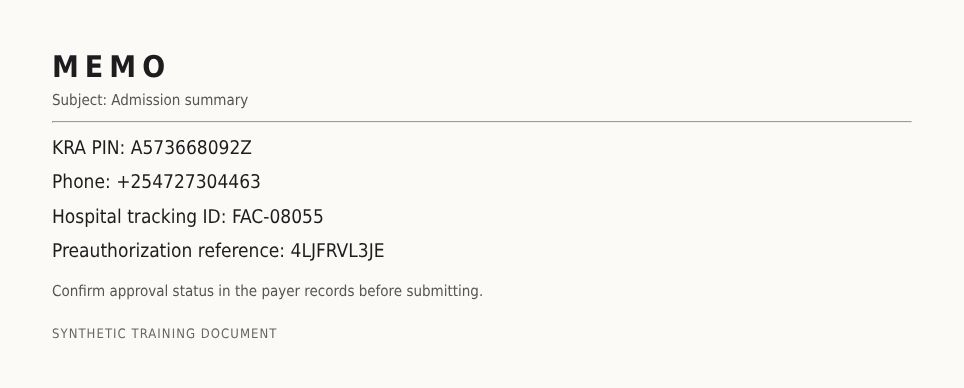 MEMO
Subject: Admission summary
KRA PIN: A573668092Z
Phone: +254727304463
Hospital tracking ID: FAC-08055
Preauthorization reference: 4LJFRVL3JE
Confirm approval status in the payer records before submitting.
SYNTHETIC TRAINING DOCUMENT